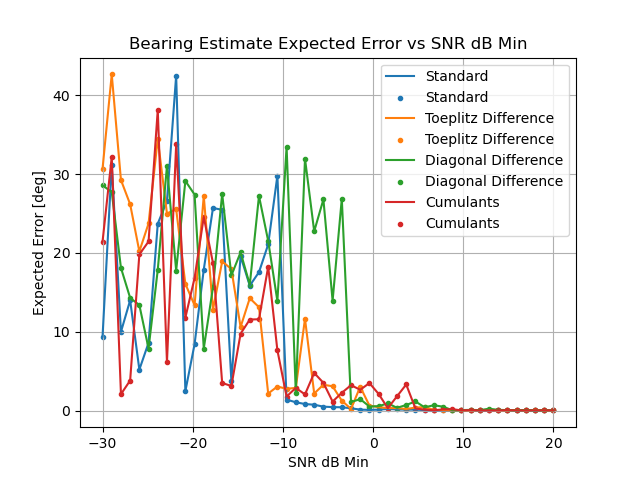 Bearing Estimate Expected Error vs SNR dB Min
Standard
Standard
Toeplitz Difference
Toeplitz Difference
Diagonal Difference
Diagonal Difference
Cumulants
Cumulants
Expected Error [deg]
40
30
20
10
0
−30
−20
−10
0
10
20
SNR dB Min